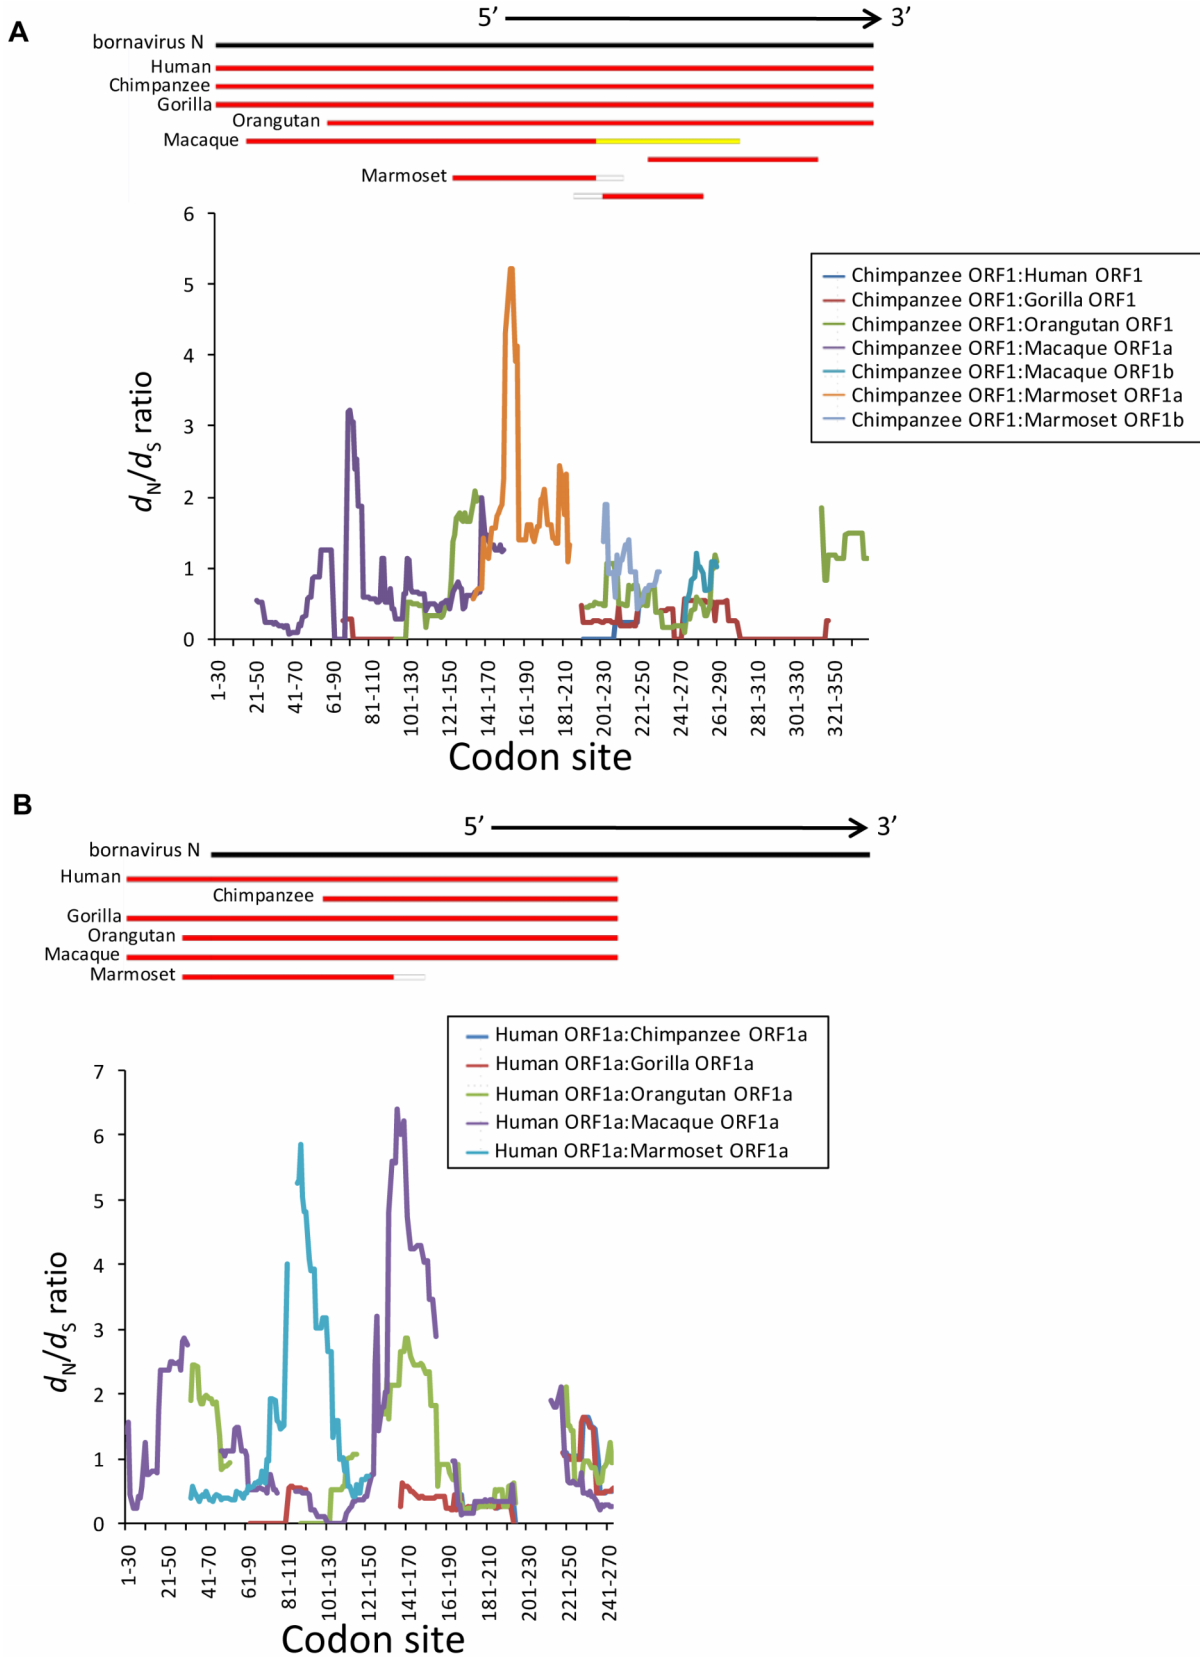 A
5’ 3’
bornavirus N
Human
Chimpanzee
Gorilla
Orangutan
Macaque
Marmoset
6
5
4
3
2
1
0
dN/dS ratio
Chimpanzee ORF1:Human ORF1
Chimpanzee ORF1:Gorilla ORF1
Chimpanzee ORF1:Orangutan ORF1
Chimpanzee ORF1:Macaque ORF1a
Chimpanzee ORF1:Macaque ORF1b
Chimpanzee ORF1:Marmoset ORF1a
Chimpanzee ORF1:Marmoset ORF1b
1-30 21-50 41-70 61-90 81-110 101-130 121-150 141-170 161-190 181-210 201-230 221-250 241-270 261-290 281-310 301-330 321-350
Codon site
B
5’ 3’
bornavirus N
Human
Chimpanzee
Gorilla
Orangutan
Macaque
Marmoset
Human ORF1a:Chimpanzee ORF1a
Human ORF1a:Gorilla ORF1a
Human ORF1a:Orangutan ORF1a
Human ORF1a:Macaque ORF1a
Human ORF1a:Marmoset ORF1a
7
6
5
4
3
2
1
0
dN/dS ratio
1-30 21-50 41-70 61-90 81-110 101-130 121-150 141-170 161-190 181-210 201-230 221-250 241-270
Codon site